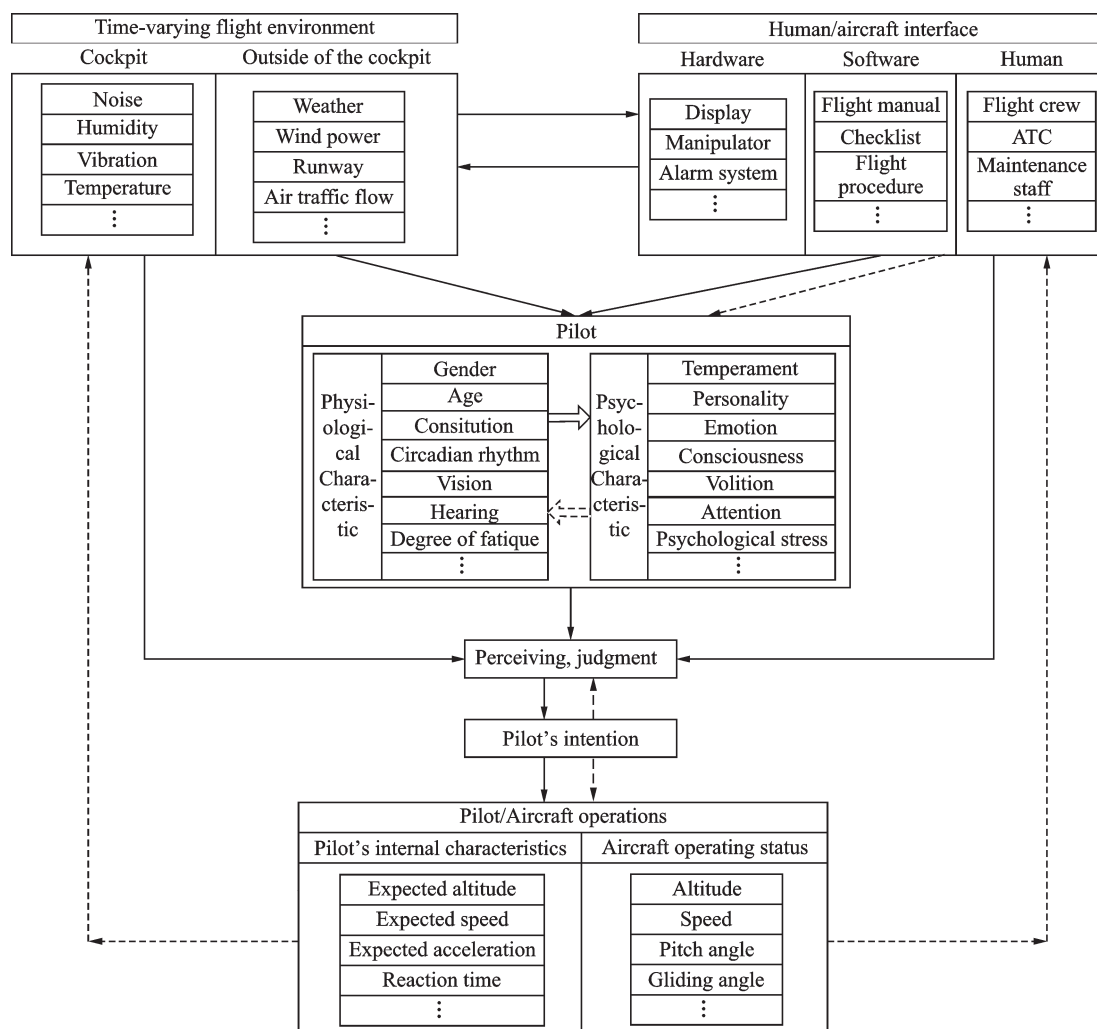 Time-varying flight environment
Cockpit
Outside of the cockpit
Noise
Humidity
Vibration
Temperature
⋮
Weather
Wind power
Runway
Air traffic flow
⋮
Human/aircraft interface
Hardware
Software
Human
Display
Manipulator
Alarm system
⋮
Flight manual
Checklist
Flight
procedure
⋮
Flight crew
ATC
Maintenance
staff
⋮
Pilot
Physi-
ologi-
cal
Chara-
cteris-
tic
Gender
Age
Consitution
Circadian rhythm
Vision
Hearing
Degree of fatique
⋮
Psyc-
holo-
gical
Chara-
cteris-
tic
Temperament
Personality
Emotion
Consciousness
Volition
Attention
Psychological stress
⋮
Perceiving, judgment
Pilot's intention
Pilot/Aircraft operations
Pilot's internal characteristics
Aircraft operating status
Expected altitude
Expected speed
Expected acceleration
Reaction time
⋮
Altitude
Speed
Pitch angle
Gliding angle
⋮